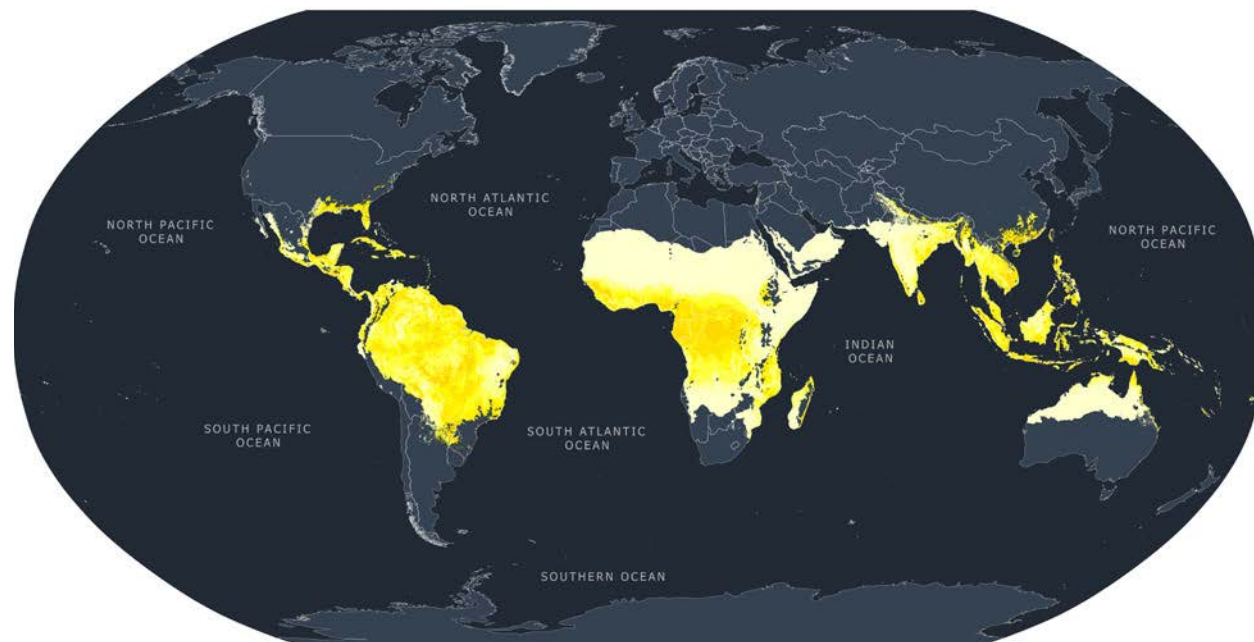 NORTH ATLANTIC
OCEAN
NORTH PACIFIC
OCEAN
NORTH PACIFIC
OCEAN
INDIAN
OCEAN
SOUTH PACIFIC
OCEAN
SOUTH ATLANTIC
OCEAN
SOUTHERN OCEAN